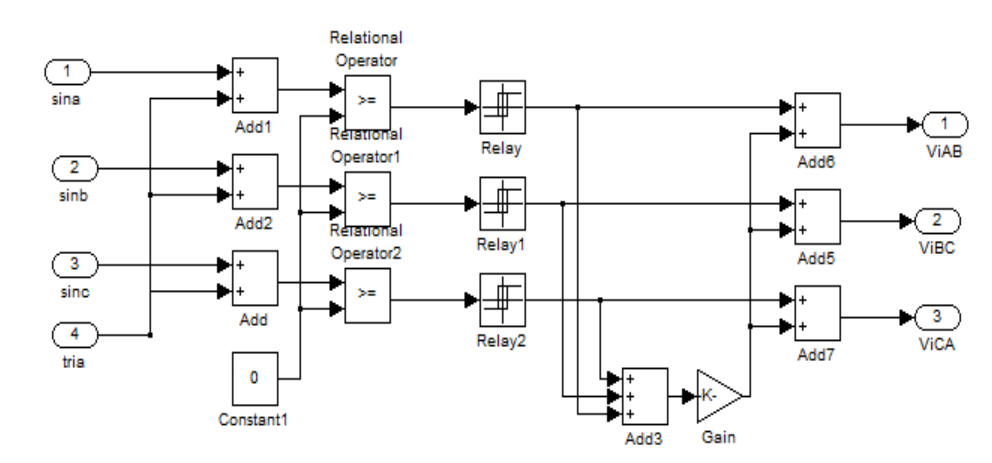 Relational
Operator
1
sina
+
+
Add1
>=
Relay
+
+
Add6
1
ViAB
Relational
Operator1
2
sinb
+
+
Add2
>=
Relay1
+
+
Add5
2
ViBC
Relational
Operator2
3
sinc
+
+
Add
>=
Relay2
+
+
Add7
3
ViCA
4
tria
0
Constant1
+
+
+
Add3
-K-
Gain